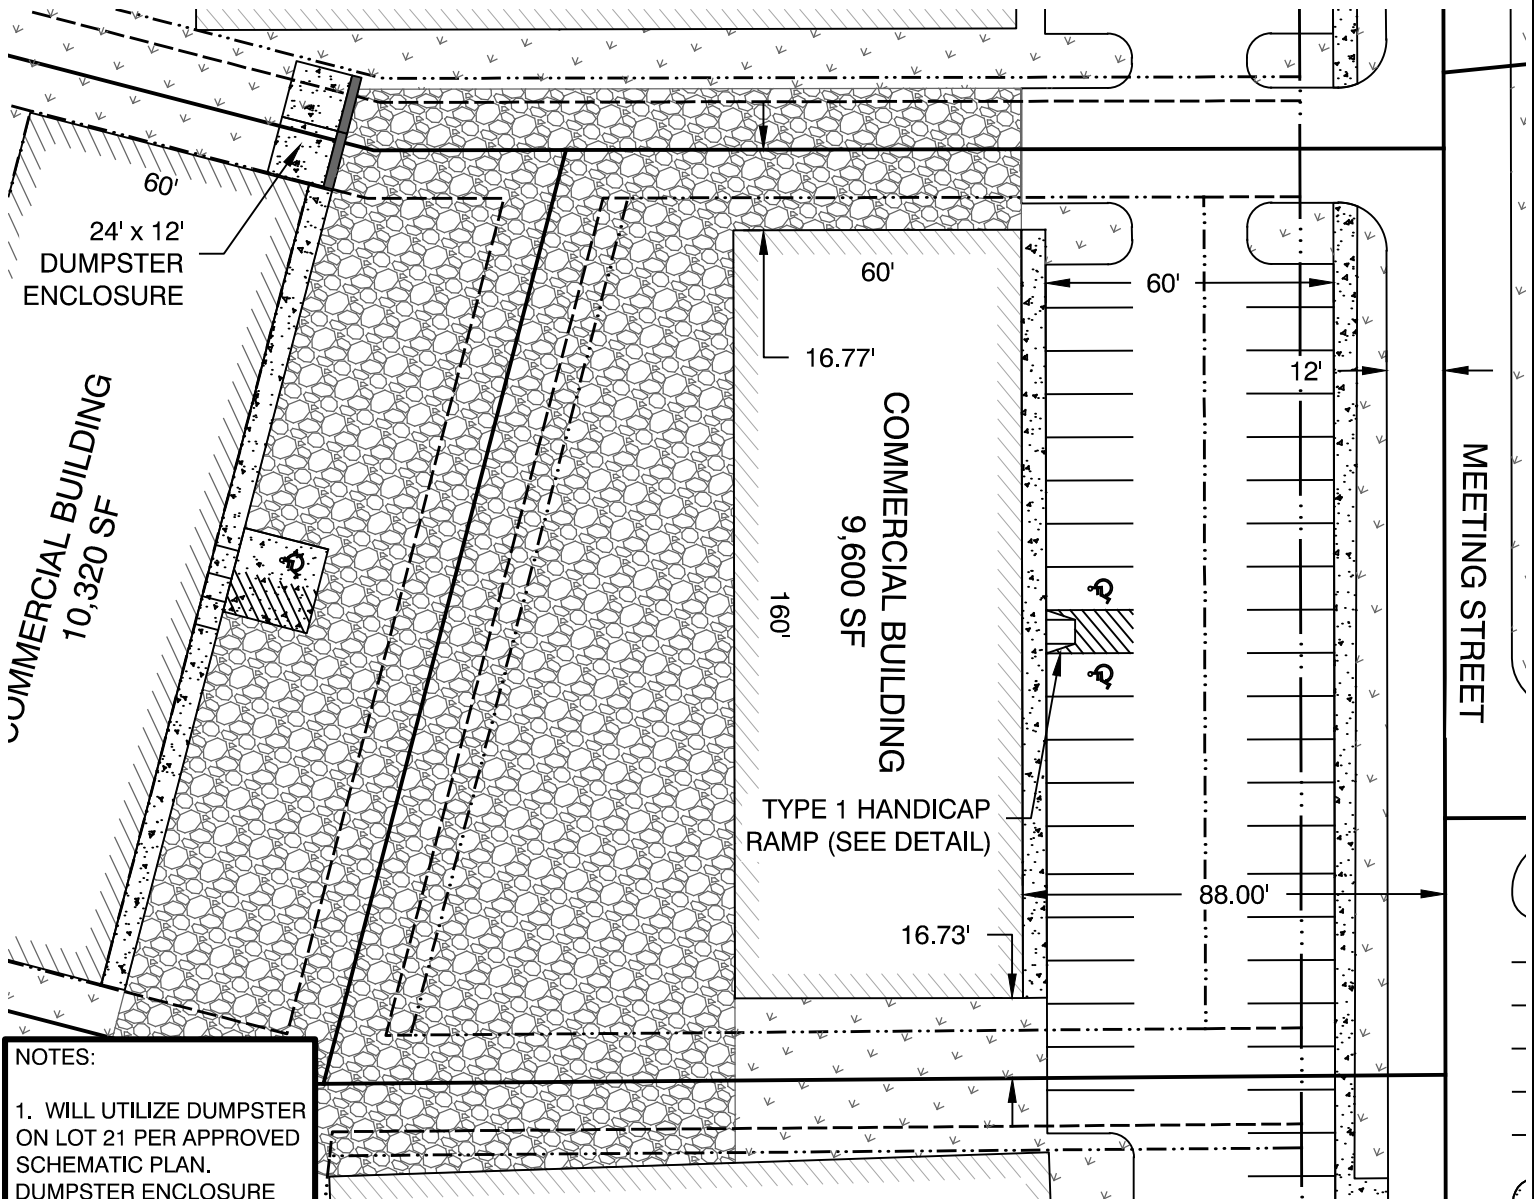 60'
24' x 12'
DUMPSTER
ENCLOSURE
COMMERCIAL BUILDING
10,320 SF
60'
16.77'
COMMERCIAL BUILDING
9,600 SF
160'
TYPE 1 HANDICAP
RAMP (SEE DETAIL)
16.73'
60'
12'
88.00'
MEETING STREET
NOTES:
1. WILL UTILIZE DUMPSTER
ON LOT 21 PER APPROVED
SCHEMATIC PLAN.
DUMPSTER ENCLOSURE